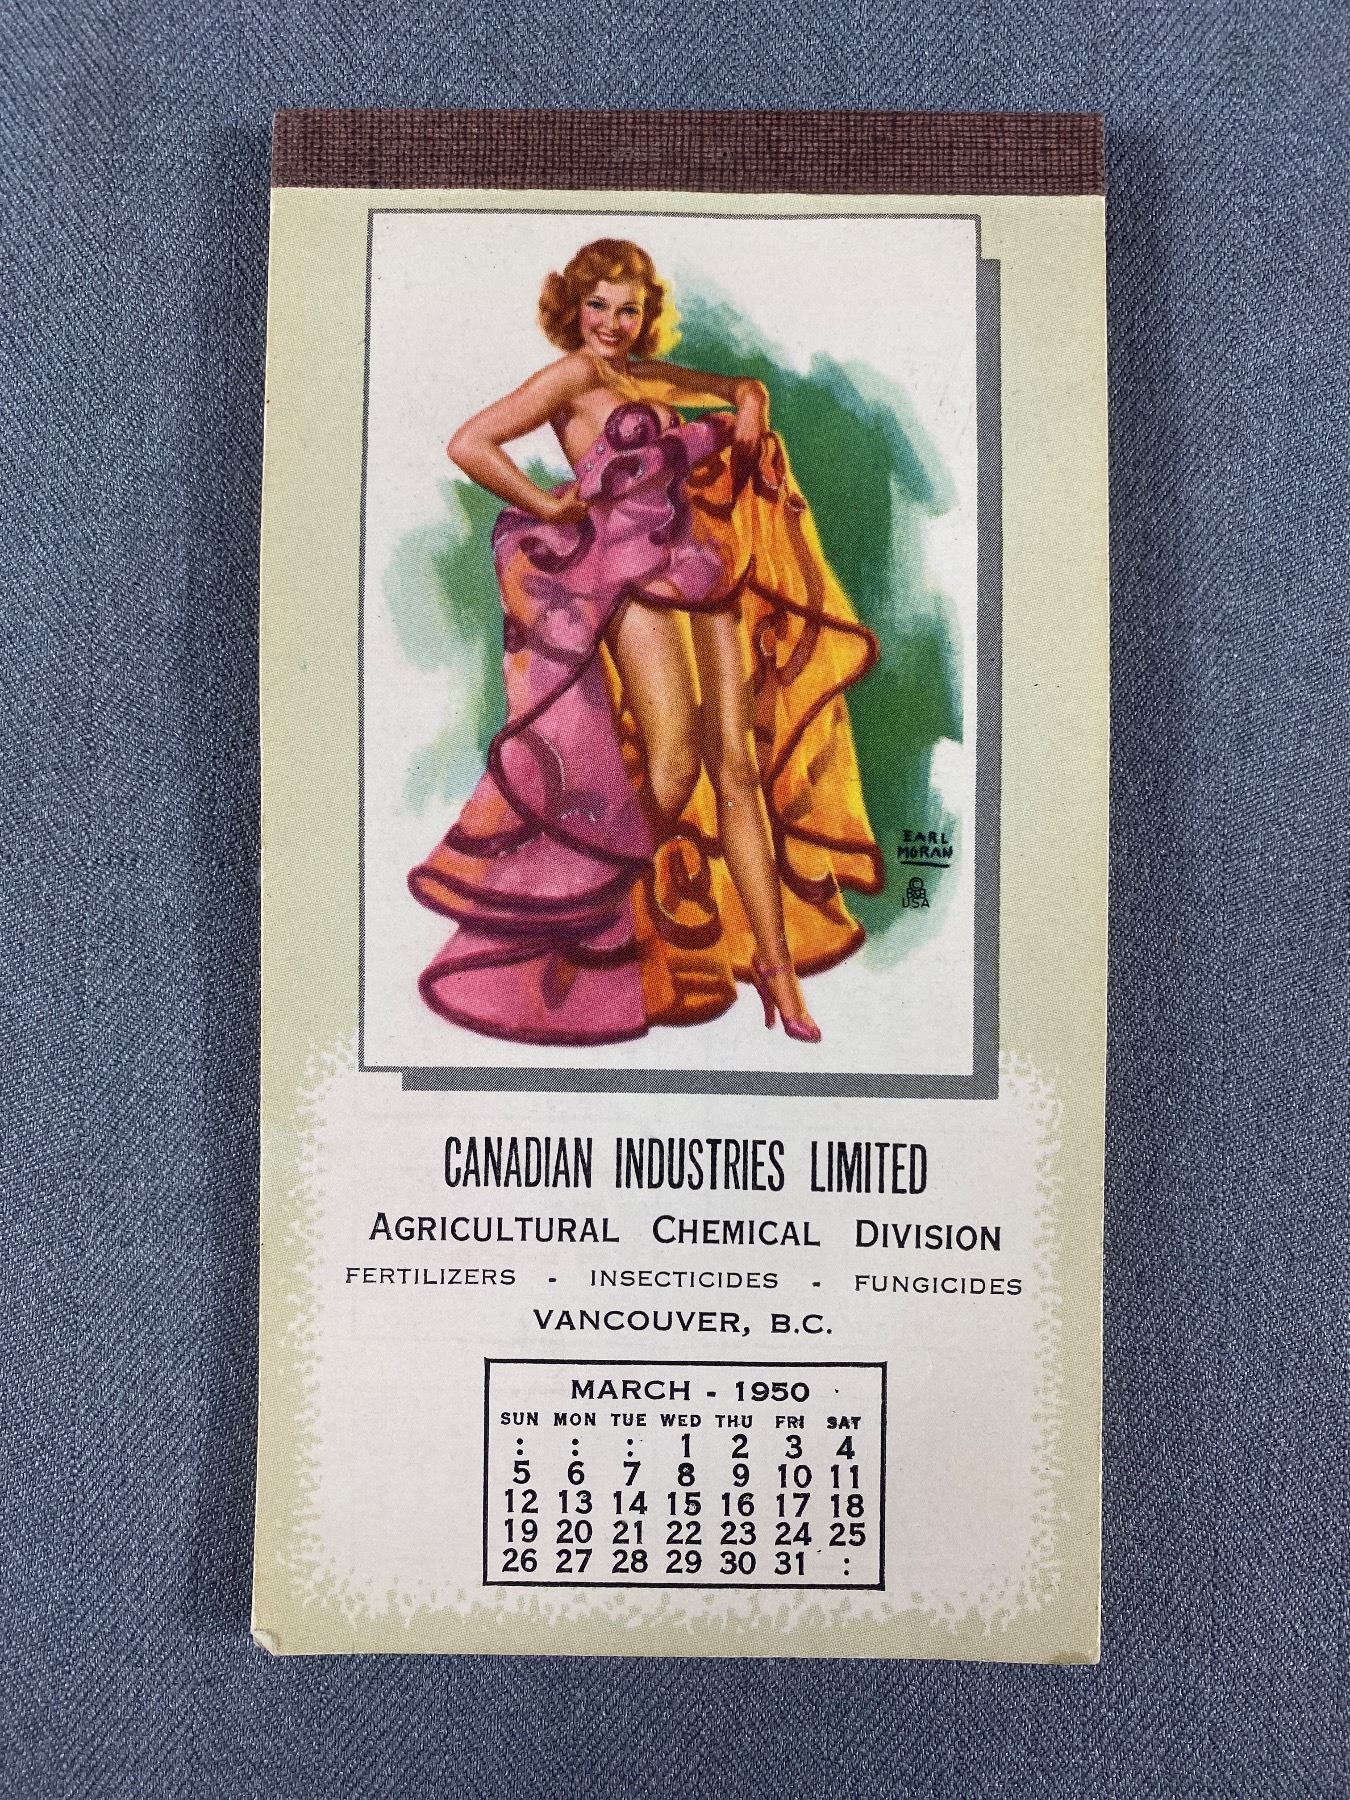 EARL
MORAN
©
B&B
USA
CANADIAN INDUSTRIES LIMITED
AGRICULTURAL CHEMICAL DIVISION
FERTILIZERS - INSECTICIDES - FUNGICIDES
VANCOUVER, B.C.
MARCH - 1950
SUN MON TUE WED THU FRI SAT
: : : 1 2 3 4
5 6 7 8 9 10 11
12 13 14 15 16 17 18
19 20 21 22 23 24 25
26 27 28 29 30 31 :